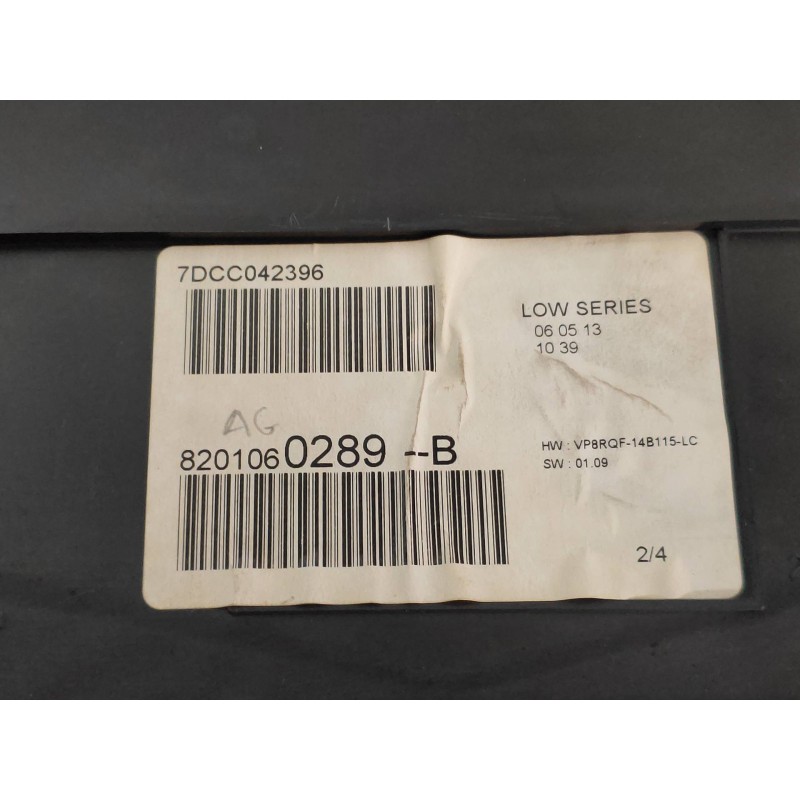 7DCC042396
LOW SERIES
06 05 13
10 39
AG
8201060289 --B
HW : VP8RQF-14B115-LC
SW : 01.09
2/4